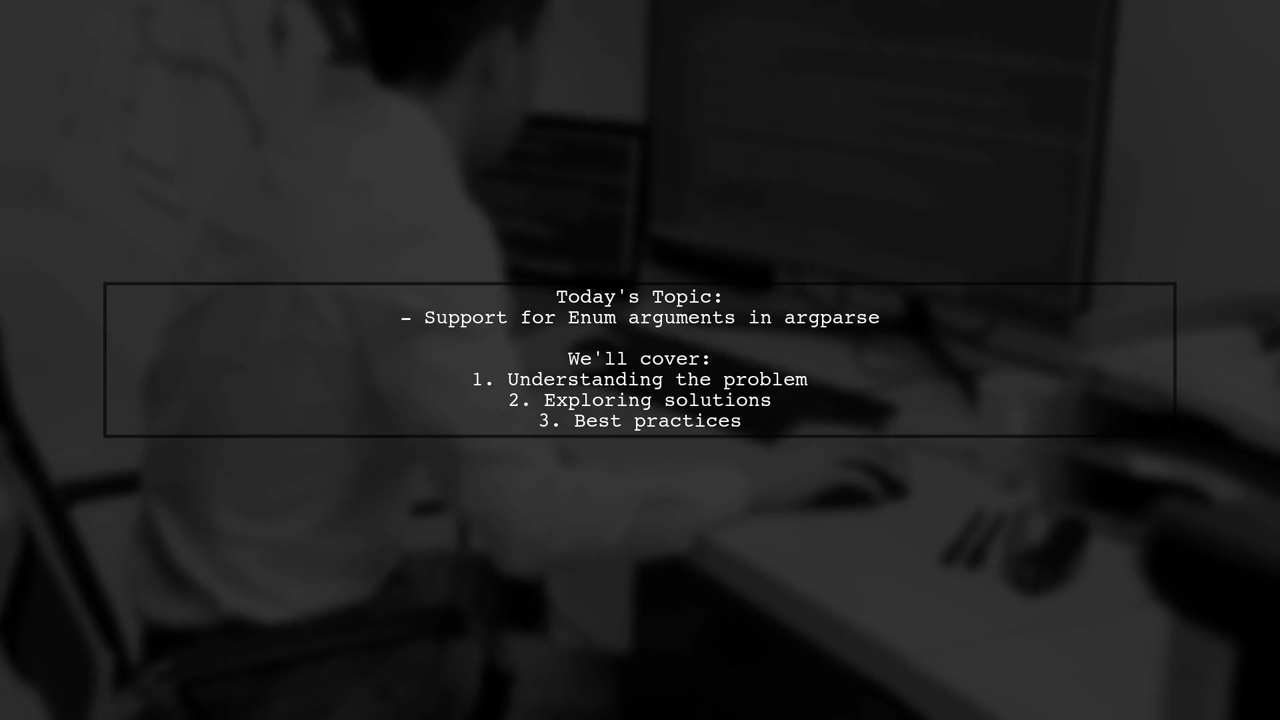 Today's Topic:
- Support for Enum arguments in argparse
We'll cover:
1. Understanding the problem
2. Exploring solutions
3. Best practices